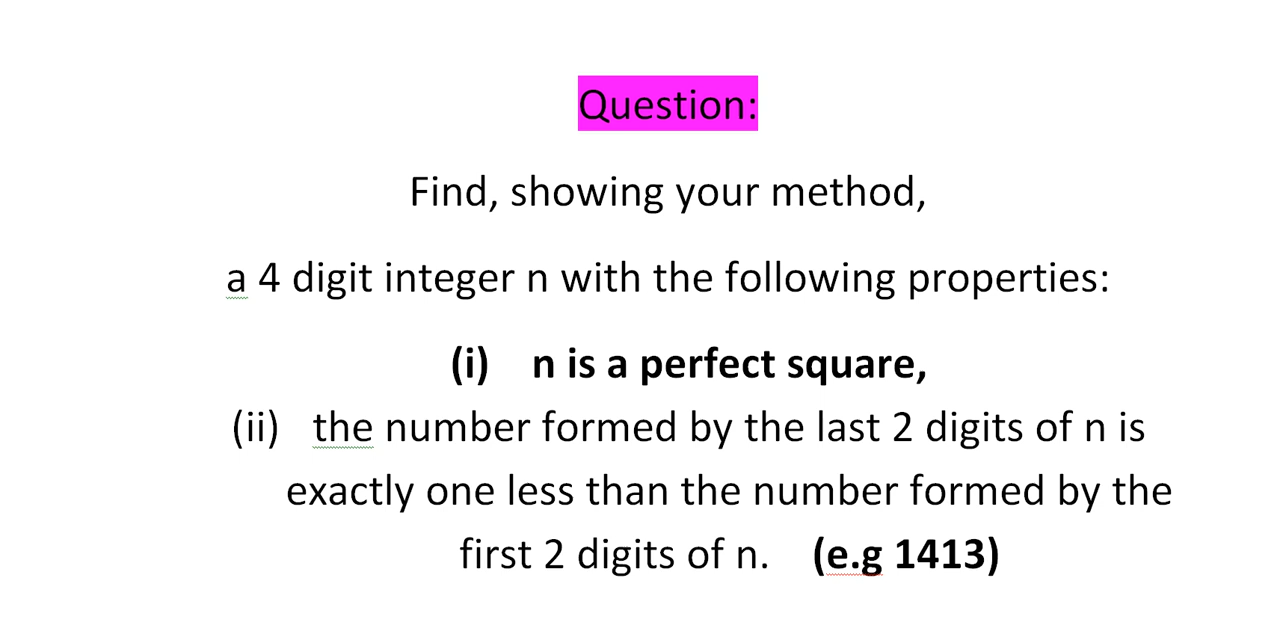 Question:
Find, showing your method,
a 4 digit integer n with the following properties:
(i) n is a perfect square,
(ii) the number formed by the last 2 digits of n is
exactly one less than the number formed by the
first 2 digits of n. (e.g 1413)